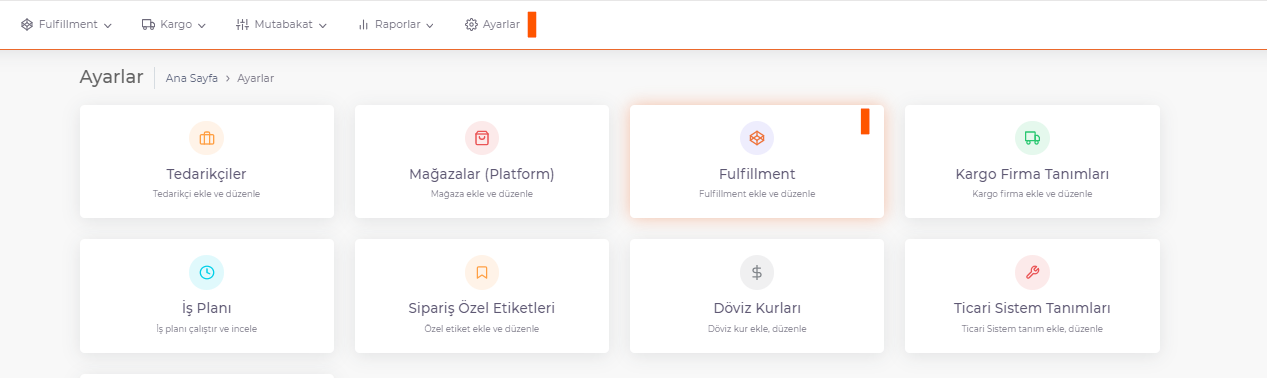 Fulfillment
Kargo
Mutabakat
Raporlar
Ayarlar
Ayarlar
Ana Sayfa > Ayarlar
Tedarikçiler
Tedarikçi ekle ve düzenle
Mağazalar (Platform)
Mağaza ekle ve düzenle
Fulfillment
Fulfillment ekle ve düzenle
Kargo Firma Tanımları
Kargo firma ekle ve düzenle
İş Planı
İş planı çalıştır ve incele
Sipariş Özel Etiketleri
Özel etiket ekle ve düzenle
Döviz Kurları
Döviz kur ekle, düzenle
Ticari Sistem Tanımları
Ticari Sistem tanım ekle, düzenle